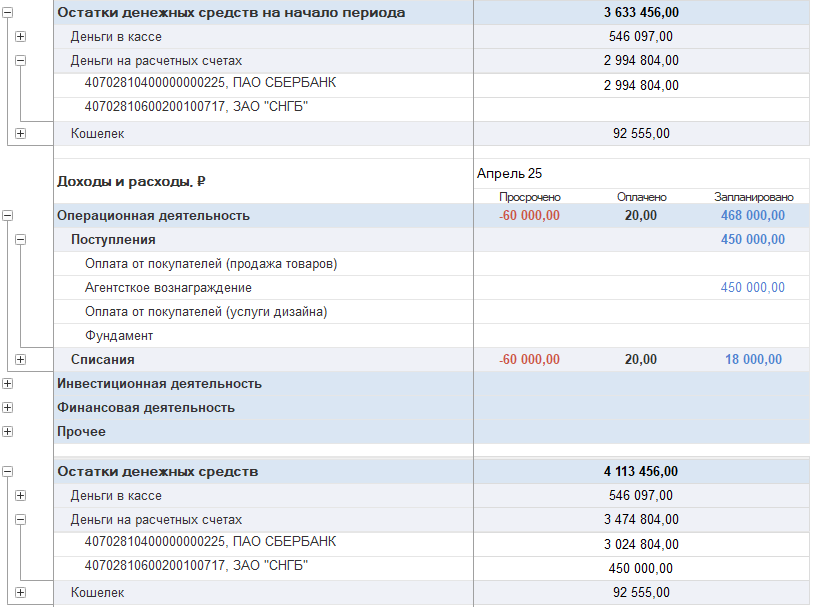 Остатки денежных средств на начало периода 3 633 456,00
Деньги в кассе 546 097,00
Деньги на расчетных счетах 2 994 804,00
40702810400000000225, ПАО СБЕРБАНК 2 994 804,00
40702810600200100717, ЗАО "СНГБ"
Кошелек 92 555,00
Доходы и расходы, ₽ Апрель 25
Просрочено Оплачено Запланировано
Операционная деятельность -60 000,00 20,00 468 000,00
Поступления 450 000,00
Оплата от покупателей (продажа товаров)
Агентсткое вознаграждение 450 000,00
Оплата от покупателей (услуги дизайна)
Фундамент
Списания -60 000,00 20,00 18 000,00
Инвестиционная деятельность
Финансовая деятельность
Прочее
Остатки денежных средств 4 113 456,00
Деньги в кассе 546 097,00
Деньги на расчетных счетах 3 474 804,00
40702810400000000225, ПАО СБЕРБАНК 3 024 804,00
40702810600200100717, ЗАО "СНГБ" 450 000,00
Кошелек 92 555,00